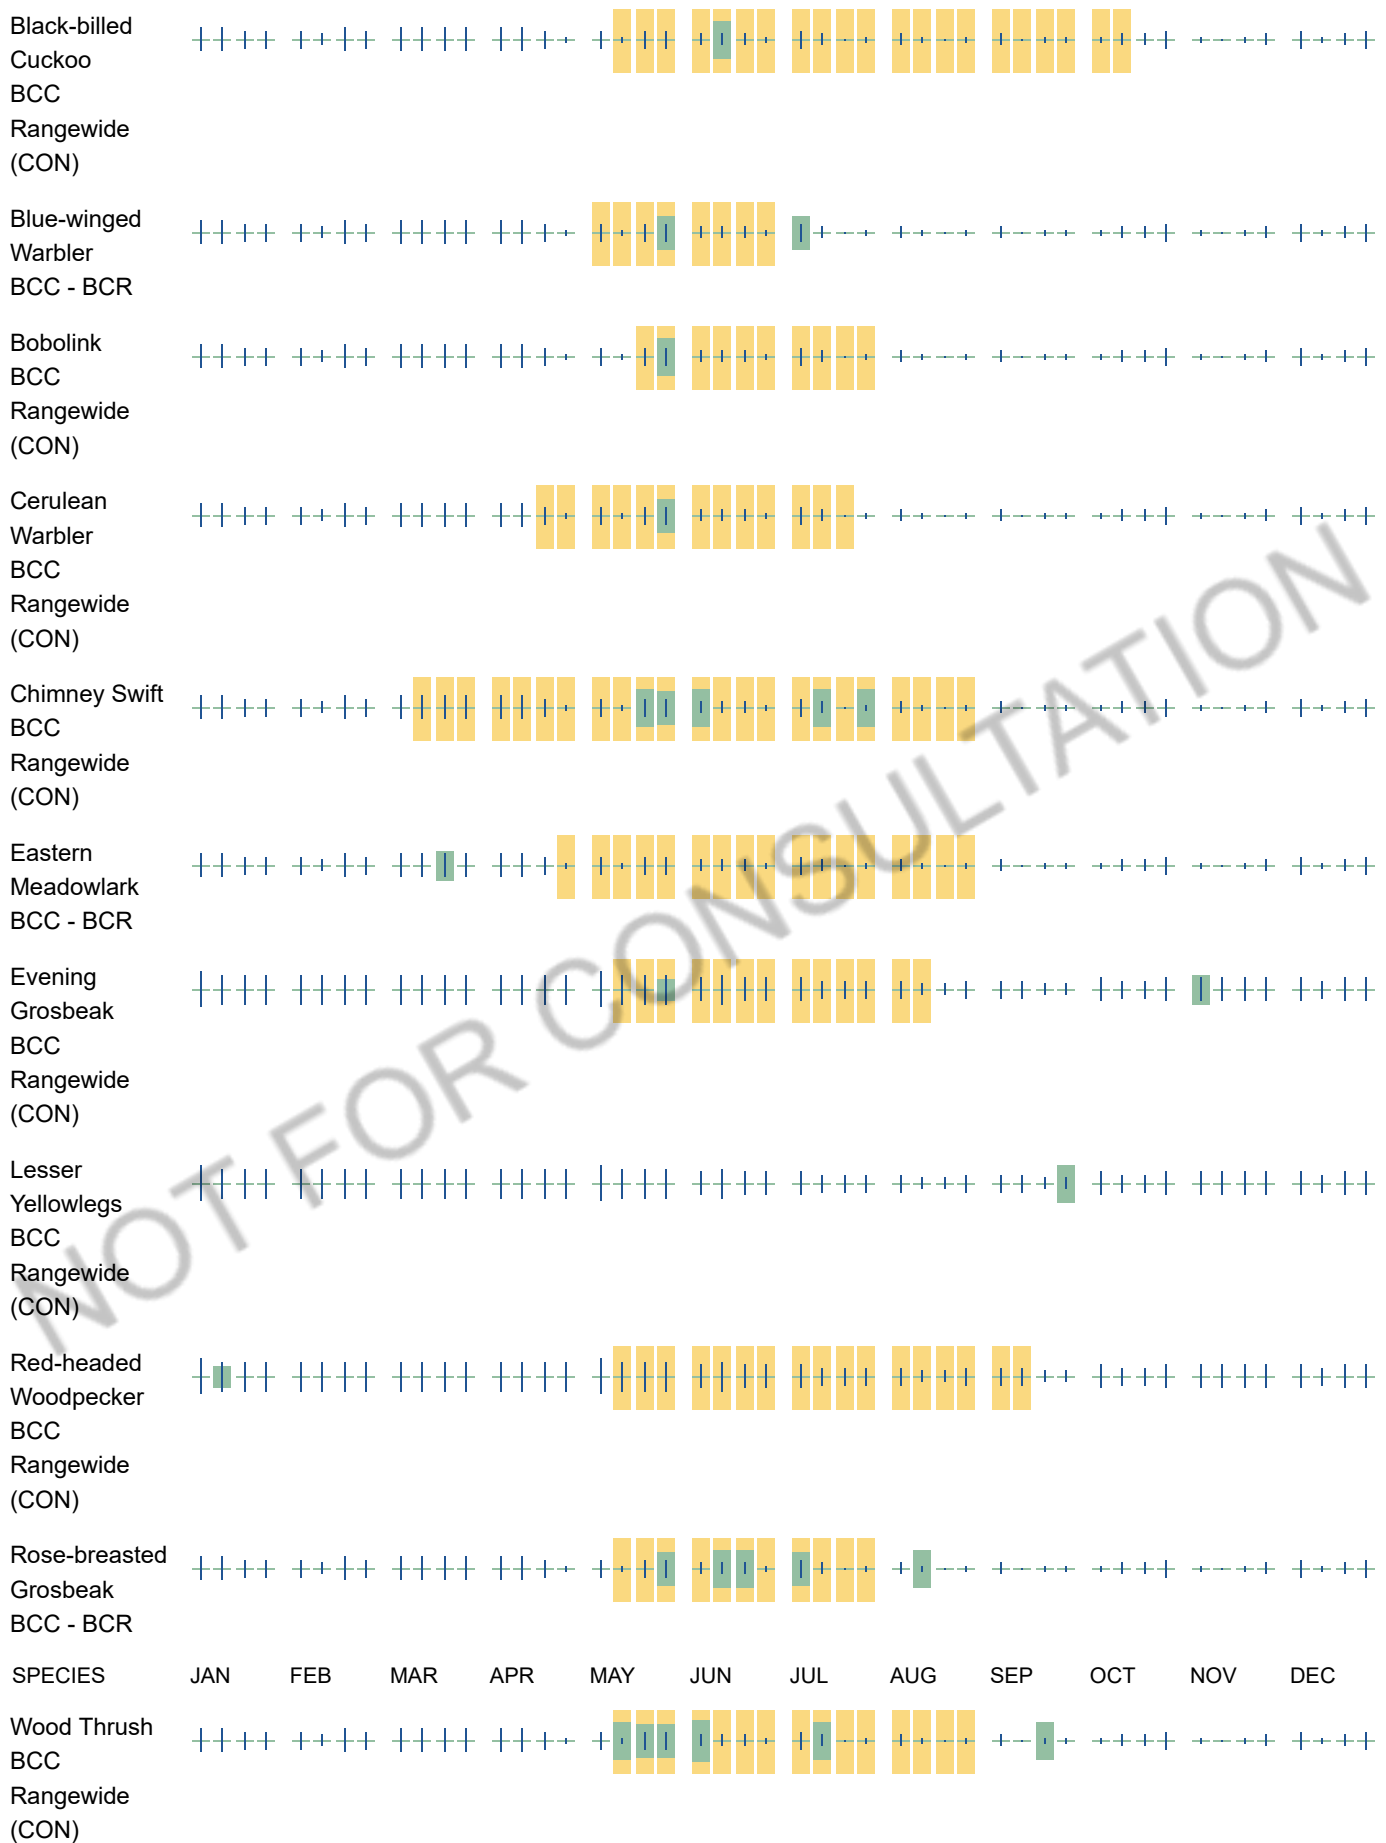 Black-billed
Cuckoo
BCC
Rangewide
(CON)
Blue-winged
Warbler
BCC - BCR
Bobolink
BCC
Rangewide
(CON)
Cerulean
Warbler
BCC
Rangewide
(CON)
Chimney Swift
BCC
Rangewide
(CON)
Eastern
Meadowlark
BCC - BCR
Evening
Grosbeak
BCC
Rangewide
(CON)
Lesser
Yellowlegs
BCC
Rangewide
(CON)
Red-headed
Woodpecker
BCC
Rangewide
(CON)
Rose-breasted
Grosbeak
BCC - BCR
SPECIES JAN FEB MAR APR MAY JUN JUL AUG SEP OCT NOV DEC
Wood Thrush
BCC
Rangewide
(CON)
NOT FOR CONSULTATION